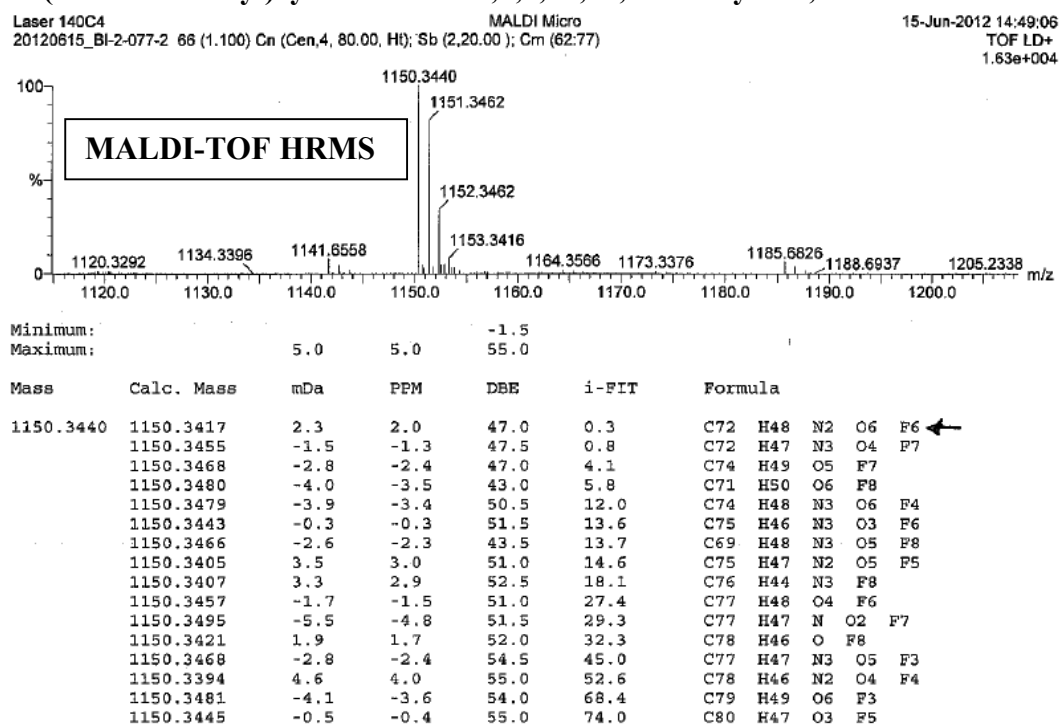 Laser 140C4 MALDI Micro 15-Jun-2012 14:49:06
20120615_BI-2-077-2 66 (1.100) Cn (Cen,4, 80.00, Ht); Sb (2,20.00 ); Cm (62:77) TOF LD+
1.63e+004
1150.3440
100
1151.3462
MALDI-TOF HRMS
%
1152.3462
1153.3416
1120.3292 1134.3396 1141.6558 1164.3566 1173.3376 1185.6826 1188.6937 1205.2338
0 m/z
1120.0 1130.0 1140.0 1150.0 1160.0 1170.0 1180.0 1190.0 1200.0
Minimum: -1.5
Maximum: 5.0 5.0 55.0
Mass Calc. Mass mDa PPM DBE i-FIT Formula
1150.3440 1150.3417 2.3 2.0 47.0 0.3 C72 H48 N2 O6 F6
1150.3455 -1.5 -1.3 47.5 0.8 C72 H47 N3 O4 F7
1150.3468 -2.8 -2.4 47.0 4.1 C74 H49 O5 F7
1150.3480 -4.0 -3.5 43.0 5.8 C71 H50 O6 F8
1150.3479 -3.9 -3.4 50.5 12.0 C74 H48 N3 O6 F4
1150.3443 -0.3 -0.3 51.5 13.6 C75 H46 N3 O3 F6
1150.3466 -2.6 -2.3 43.5 13.7 C69 H48 N3 O5 F8
1150.3405 3.5 3.0 51.0 14.6 C75 H47 N2 O5 F5
1150.3407 3.3 2.9 52.5 18.1 C76 H44 N3 F8
1150.3457 -1.7 -1.5 51.0 27.4 C77 H48 O4 F6
1150.3495 -5.5 -4.8 51.5 29.3 C77 H47 N O2 F7
1150.3421 1.9 1.7 52.0 32.3 C78 H46 O F8
1150.3468 -2.8 -2.4 54.5 45.0 C77 H47 N3 O5 F3
1150.3394 4.6 4.0 55.0 52.6 C78 H46 N2 O4 F4
1150.3481 -4.1 -3.6 54.0 68.4 C79 H49 O6 F3
1150.3445 -0.5 -0.4 55.0 74.0 C80 H47 O3 F5